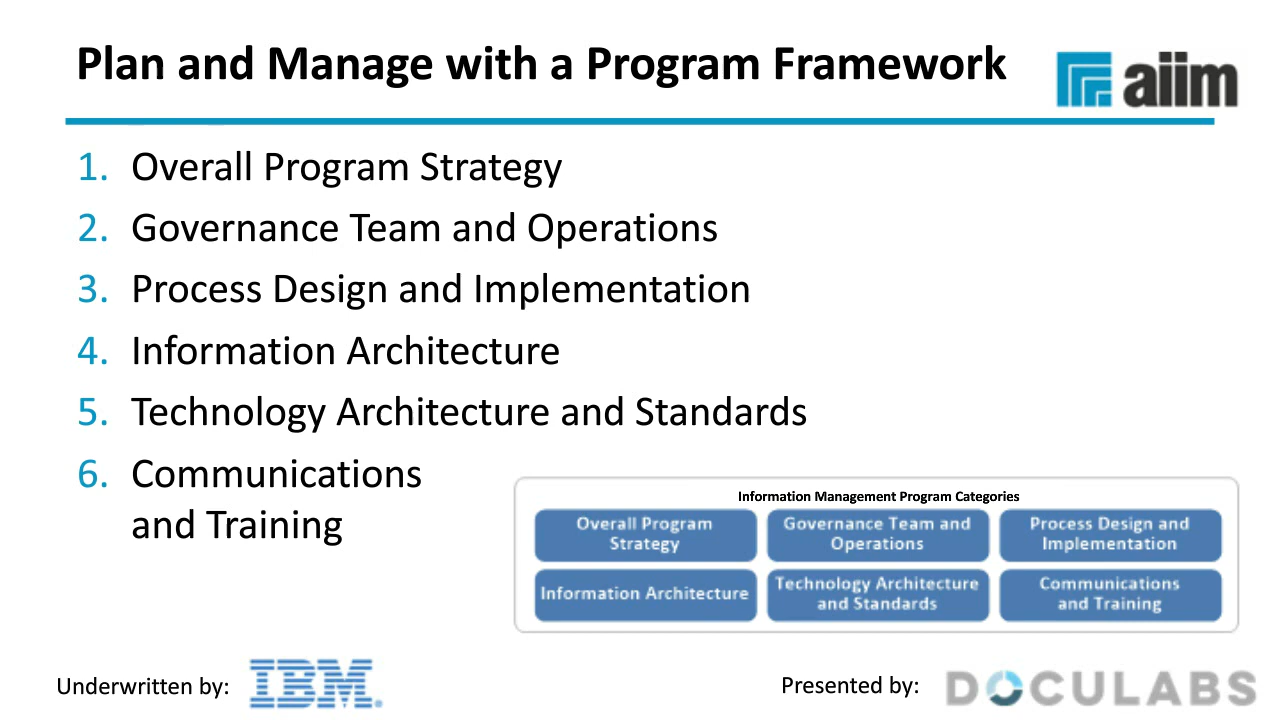 Plan and Manage with a Program Framework
aiim
1. Overall Program Strategy
2. Governance Team and Operations
3. Process Design and Implementation
4. Information Architecture
5. Technology Architecture and Standards
6. Communications
and Training
Information Management Program Categories
Overall Program
Strategy
Governance Team and
Operations
Process Design and
Implementation
Information Architecture
Technology Architecture
and Standards
Communications
and Training
Underwritten by:
IBM®
Presented by:
DOCULABS